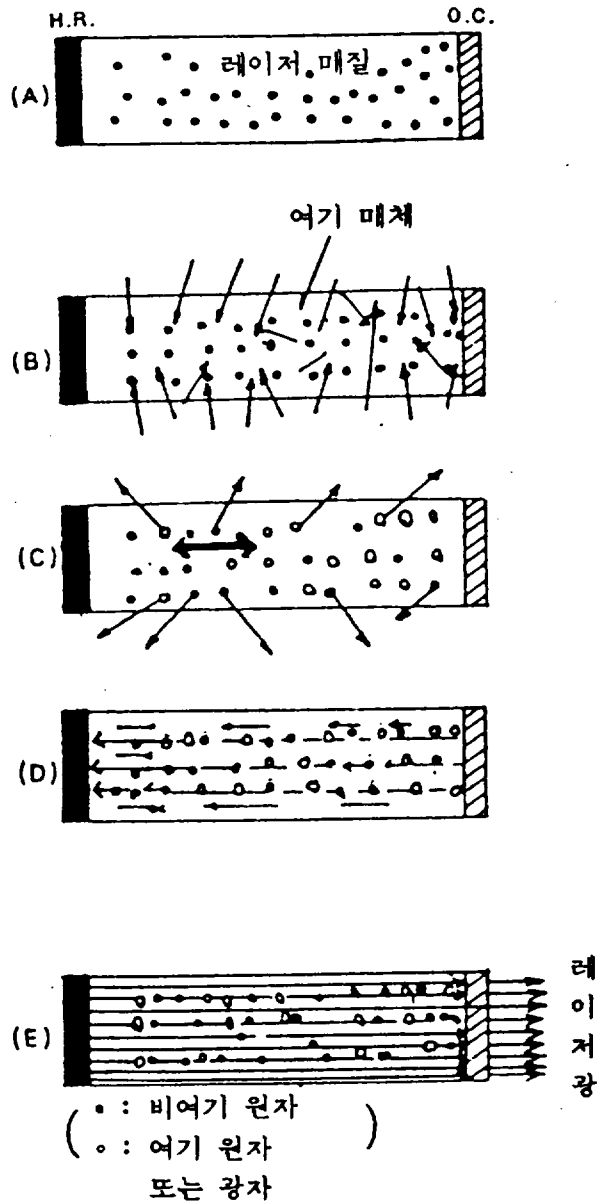 H.R. O.C.
(A) 레이저 매질
여기 매체
(B)
(C)
(D)
(E)
레
이
저
광
• : 비여기 원자
○ : 여기 원자
또는 광자